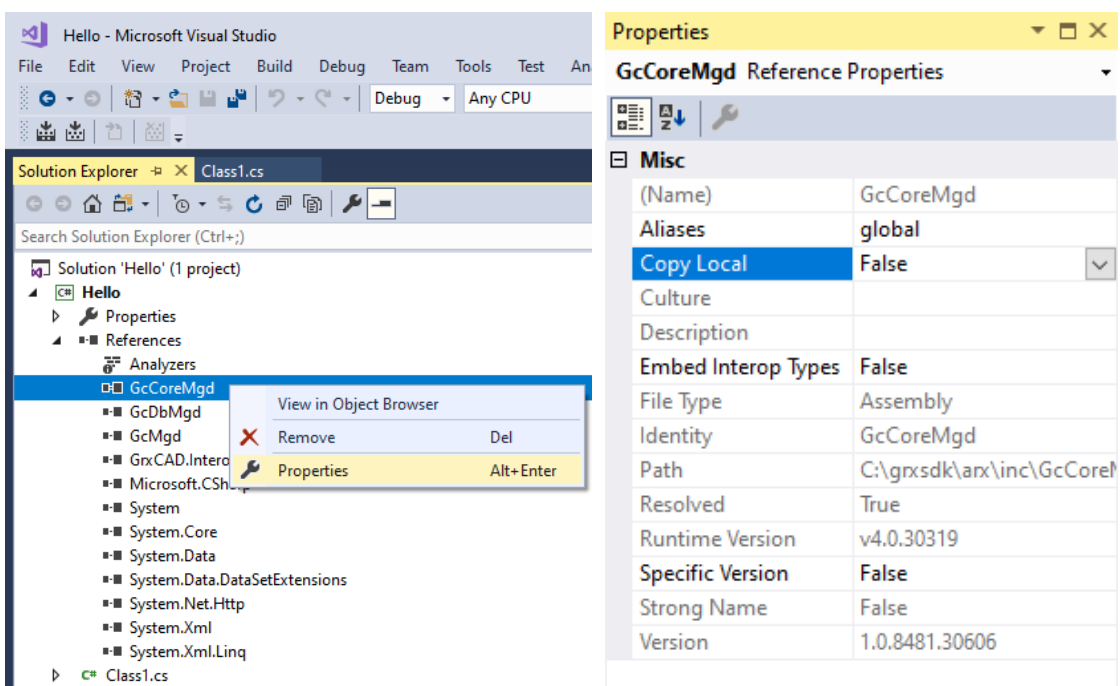 Hello - Microsoft Visual Studio
File Edit View Project Build Debug Team Tools Test An
Debug Any CPU
Solution Explorer Class1.cs
Search Solution Explorer (Ctrl+;)
Solution 'Hello' (1 project)
C# Hello
Properties
References
Analyzers
GcCoreMgd
GcDbMgd
GcMgd
GrxCAD.Intero
Microsoft.CSharp
System
System.Core
System.Data
System.Data.DataSetExtensions
System.Net.Http
System.Xml
System.Xml.Linq
C# Class1.cs
View in Object Browser
Remove Del
Properties Alt+Enter
Properties
GcCoreMgd Reference Properties
Misc
(Name) GcCoreMgd
Aliases global
Copy Local False
Culture
Description
Embed Interop Types False
File Type Assembly
Identity GcCoreMgd
Path C:\grxsdk\arx\inc\GcCoreM
Resolved True
Runtime Version v4.0.30319
Specific Version False
Strong Name False
Version 1.0.8481.30606